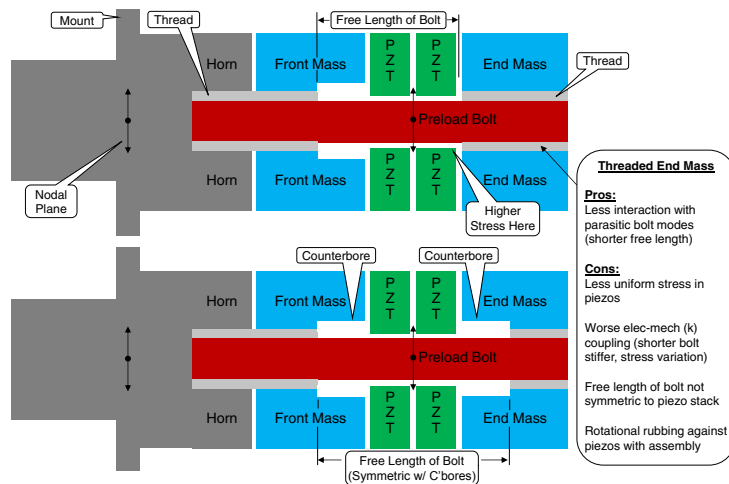 Mount
Thread
Free Length of Bolt
Horn
Front Mass
P
Z
T
P
Z
T
End Mass
Thread
Preload Bolt
Nodal
Plane
Horn
Front Mass
P
Z
T
P
Z
T
End Mass
Higher
Stress Here
Threaded End Mass
Pros:
Less interaction with
parasitic bolt modes
(shorter free length)
Cons:
Less uniform stress in
piezos
Worse elec-mech (k)
coupling (shorter bolt
stiffer, stress variation)
Free length of bolt not
symmetric to piezo stack
Rotational rubbing against
piezos with assembly
Counterbore
Counterbore
Horn
Front Mass
P
Z
T
P
Z
T
End Mass
Preload Bolt
Horn
Front Mass
P
Z
T
P
Z
T
End Mass
Free Length of Bolt
(Symmetric w/ C'bores)